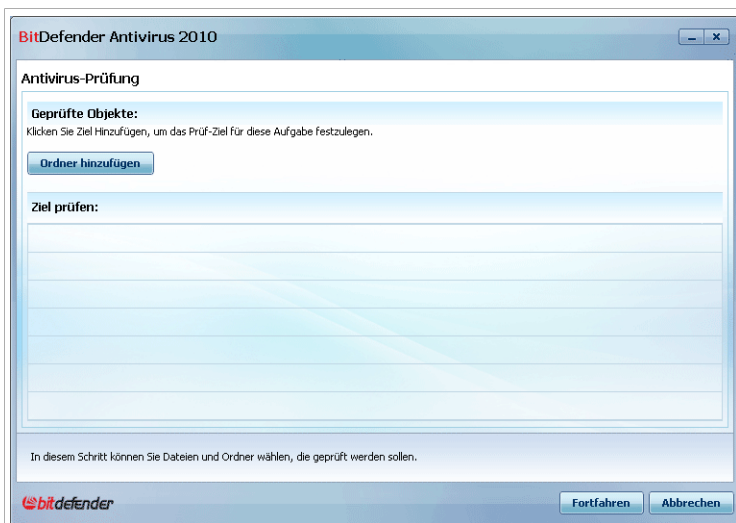 BitDefender Antivirus 2010
Antivirus-Prüfung
Geprüfte Objekte:
Klicken Sie Ziel Hinzufügen, um das Prüf-Ziel für diese Aufgabe festzulegen.
Ordner hinzufügen
Ziel prüfen:
In diesem Schritt können Sie Dateien und Ordner wählen, die geprüft werden sollen.
bitdefender
Fortfahren
Abbrechen